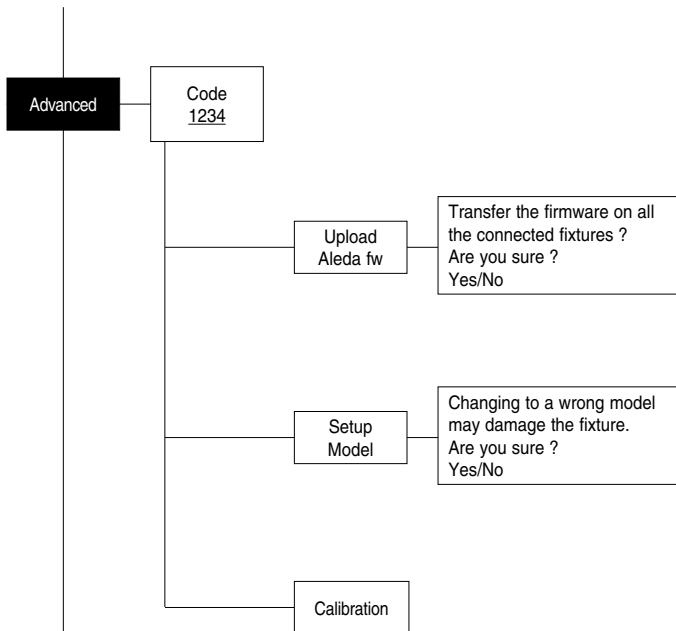 Advanced
Code
1234
Upload
Aleda fw
Transfer the firmware on all
the connected fixtures ?
Are you sure ?
Yes/No
Setup
Model
Changing to a wrong model
may damage the fixture.
Are you sure ?
Yes/No
Calibration